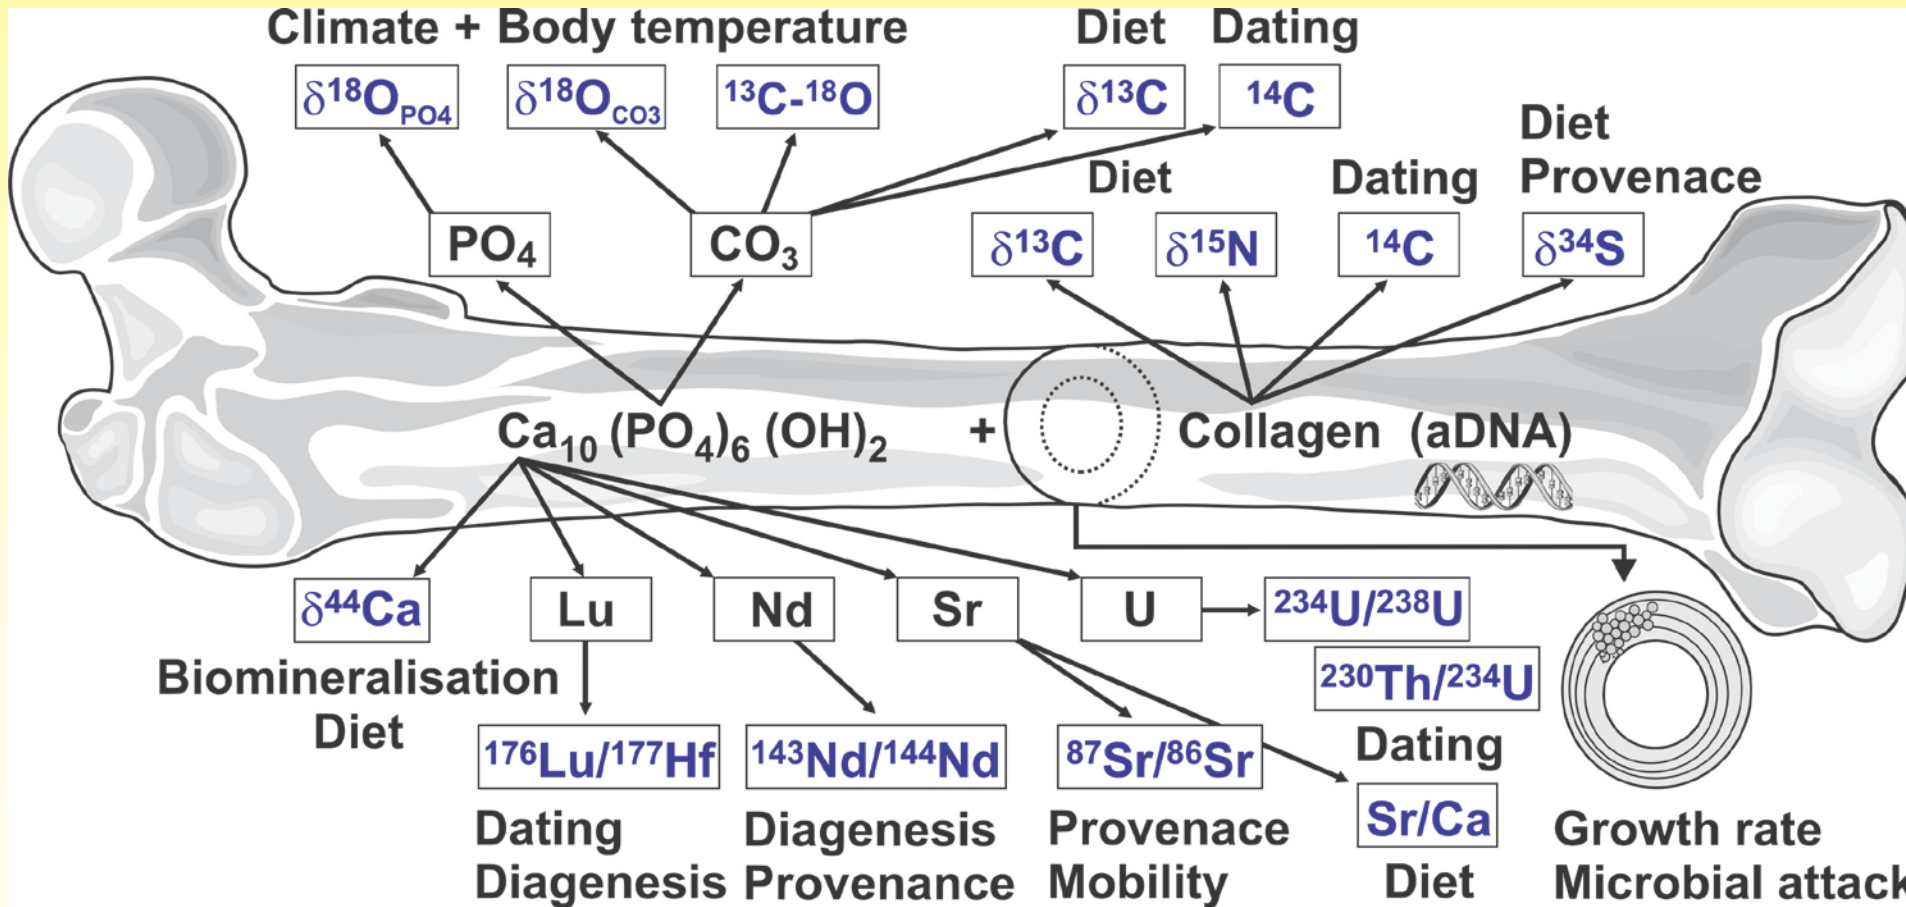 Climate + Body temperature
Diet
Dating
δ¹⁸O_PO4
δ¹⁸O_CO3
¹³C-¹⁸O
δ¹³C
¹⁴C
Diet
Provenace
Diet
Dating
PO₄
CO₃
δ¹³C
δ¹⁵N
¹⁴C
δ³⁴S
Ca₁₀ (PO₄)₆ (OH)₂ + Collagen (aDNA)
δ⁴⁴Ca
Lu
Nd
Sr
U
²³⁴U/²³⁸U
²³⁰Th/²³⁴U
Dating
Biomineralisation
Diet
¹⁷⁶Lu/¹⁷⁷Hf
¹⁴³Nd/¹⁴⁴Nd
⁸⁷Sr/⁸⁶Sr
Sr/Ca
Diet
Dating
Diagenesis
Diagenesis
Provenance
Provenace
Mobility
Growth rate
Microbial attack